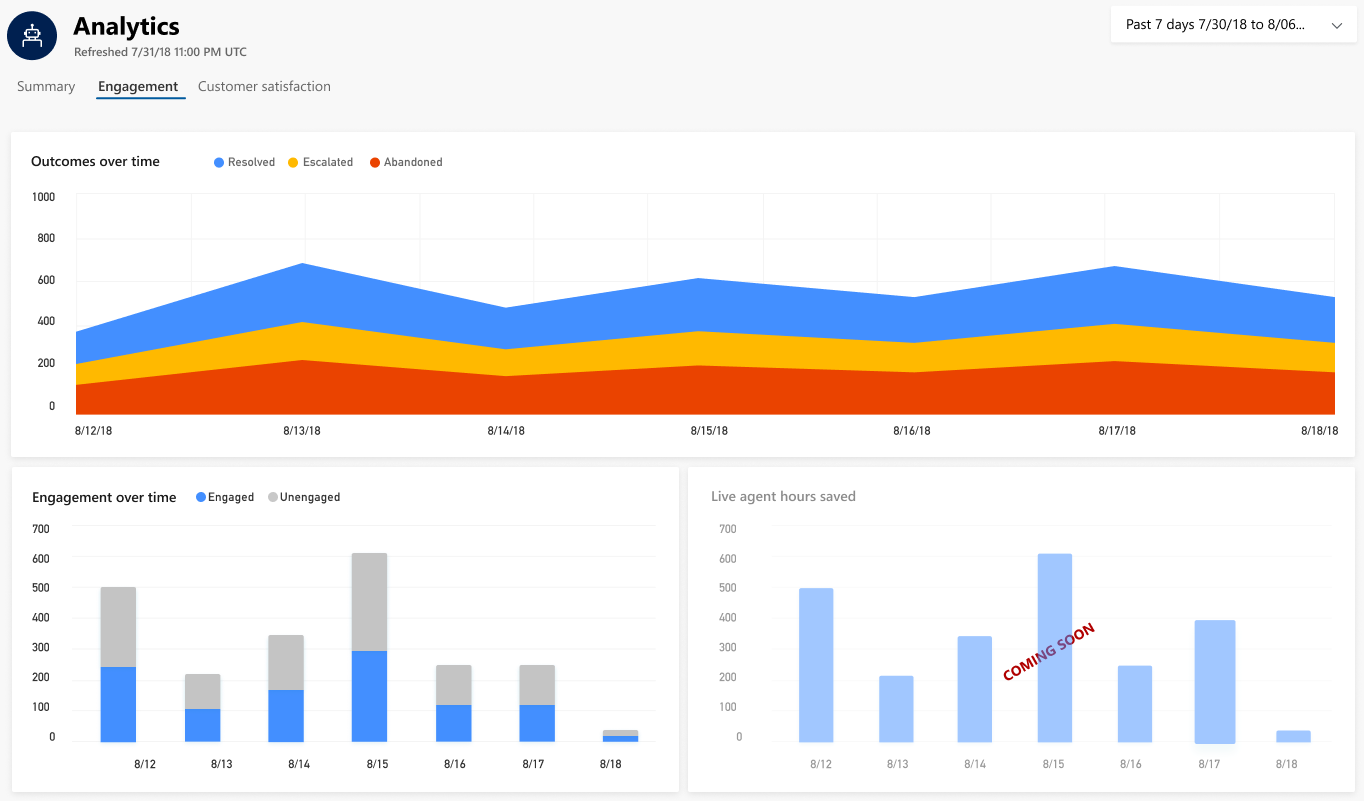 Analytics
Refreshed 7/31/18 11:00 PM UTC
Past 7 days 7/30/18 to 8/06...
Summary Engagement Customer satisfaction
Outcomes over time Resolved Escalated Abandoned
1000
800
600
400
200
0
8/12/18 8/13/18 8/14/18 8/15/18 8/16/18 8/17/18 8/18/18
Engagement over time Engaged Unengaged
700
600
500
400
300
200
100
0
8/12 8/13 8/14 8/15 8/16 8/17 8/18
Live agent hours saved
700
600
500
400
300
200
100
0
COMING SOON
8/12 8/13 8/14 8/15 8/16 8/17 8/18